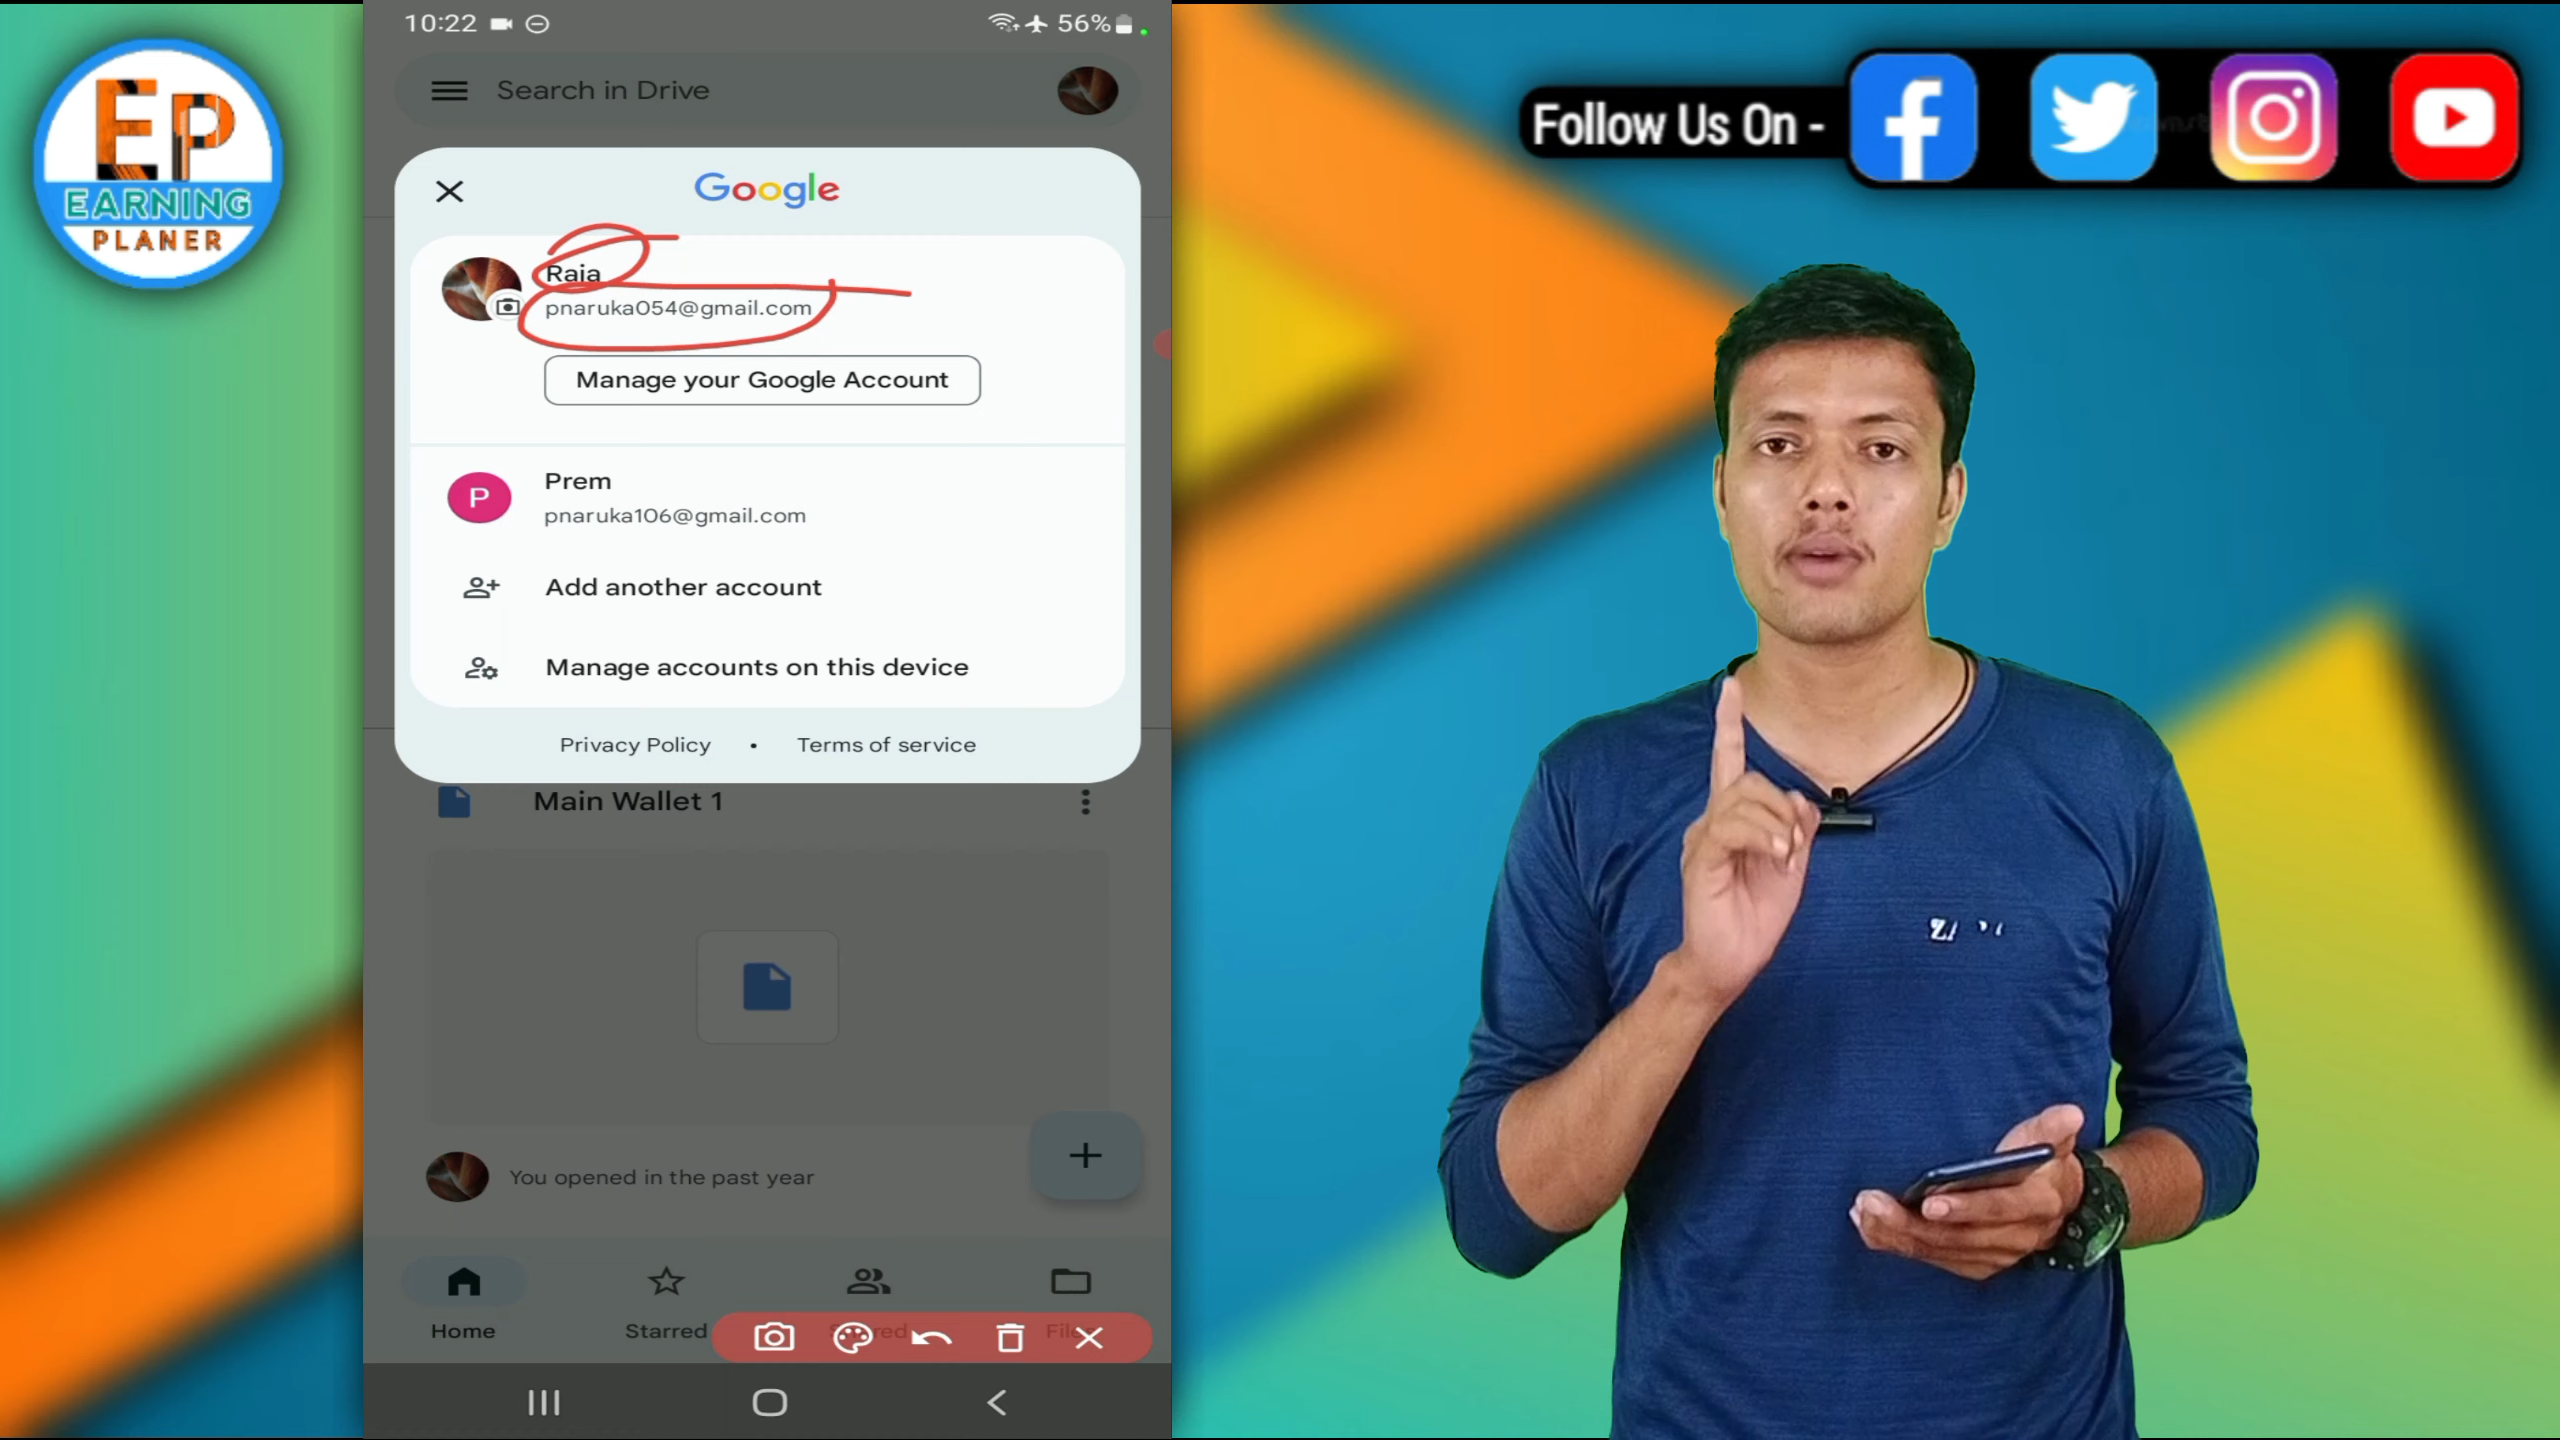 EP
EARNING
PLANER
10:22
56%
Search in Drive
Google
Raja
pnaruka054@gmail.com
Manage your Google Account
Prem
P
pnaruka106@gmail.com
Add another account
Manage accounts on this device
Privacy Policy • Terms of service
Main Wallet 1
You opened in the past year
Home
Starred
Follow Us On -